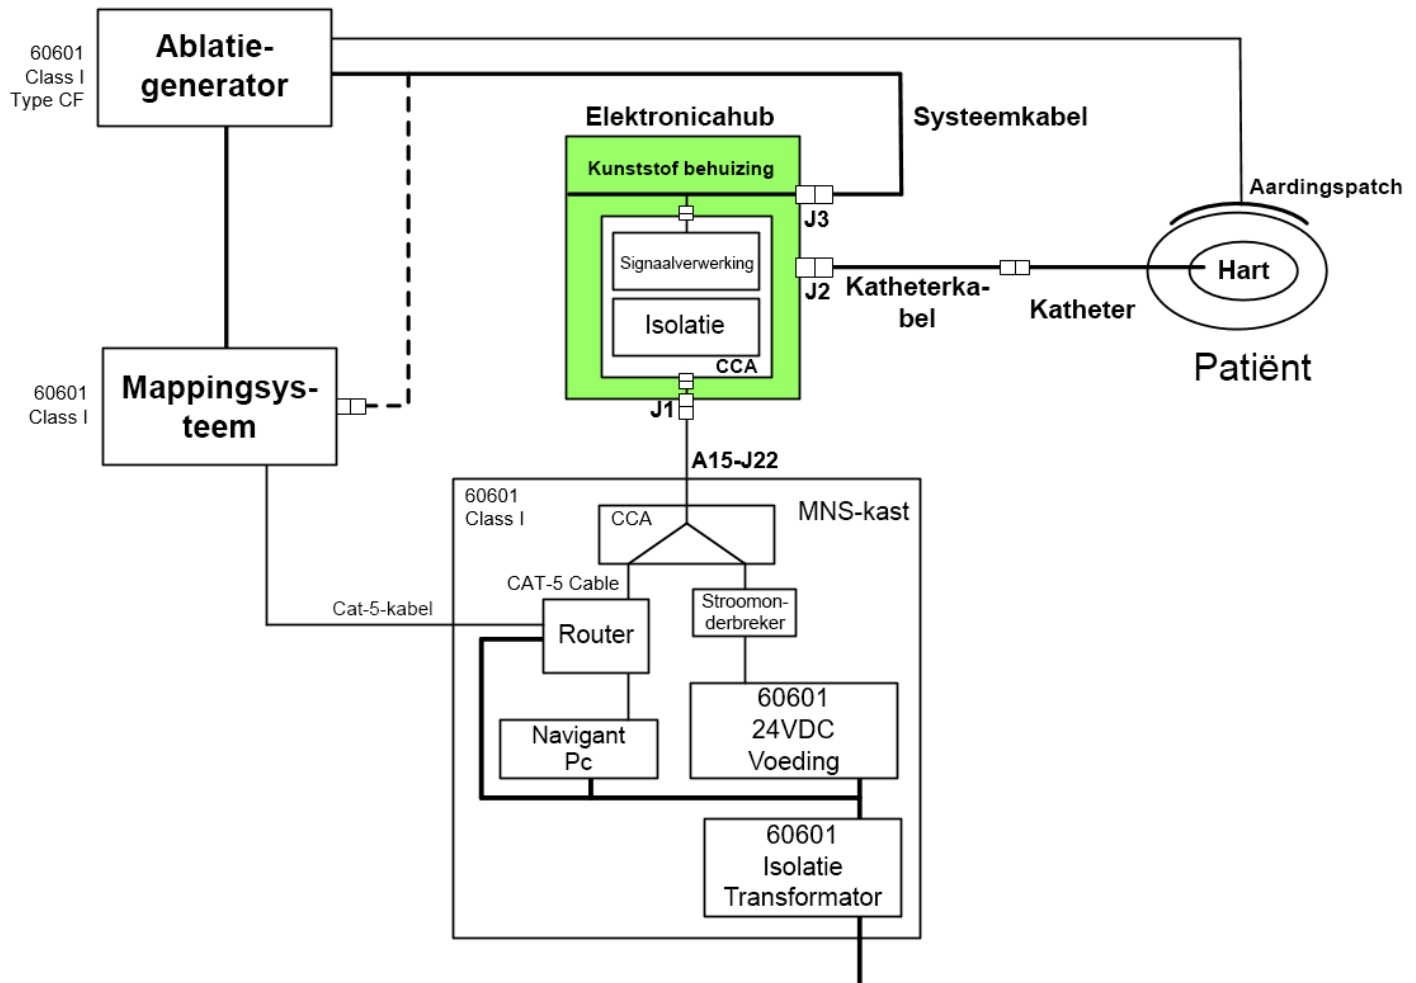 60601
Class I
Type CF
Ablatie-
generator
Elektronicahub
Systeemkabel
Kunststof behuizing
J3
Aardingspatch
Signaalverwerking
Isolatie
CCA
J2
Katheterka-
bel
Katheter
Hart
Patiënt
60601
Class I
Mappingsys-
teem
J1
A15-J22
60601
Class I
CCA
MNS-kast
CAT-5 Cable
Cat-5-kabel
Router
Stroomon-
derbreker
Navigant
Pc
60601
24VDC
Voeding
60601
Isolatie
Transformator